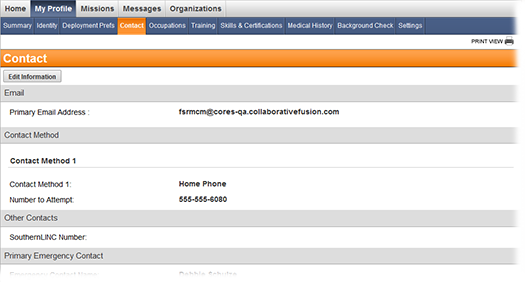 Home My Profile Missions Messages Organizations
Summary Identity Deployment Prefs Contact Occupations Training Skills & Certifications Medical History Background Check Settings
PRINT VIEW
Contact
Edit Information
Email
Primary Email Address : fsrmcm@cores-qa.collaborativefusion.com
Contact Method
Contact Method 1
Contact Method 1: Home Phone
Number to Attempt: 555-555-6080
Other Contacts
SouthernLINC Number:
Primary Emergency Contact
Emergency Contact Name: